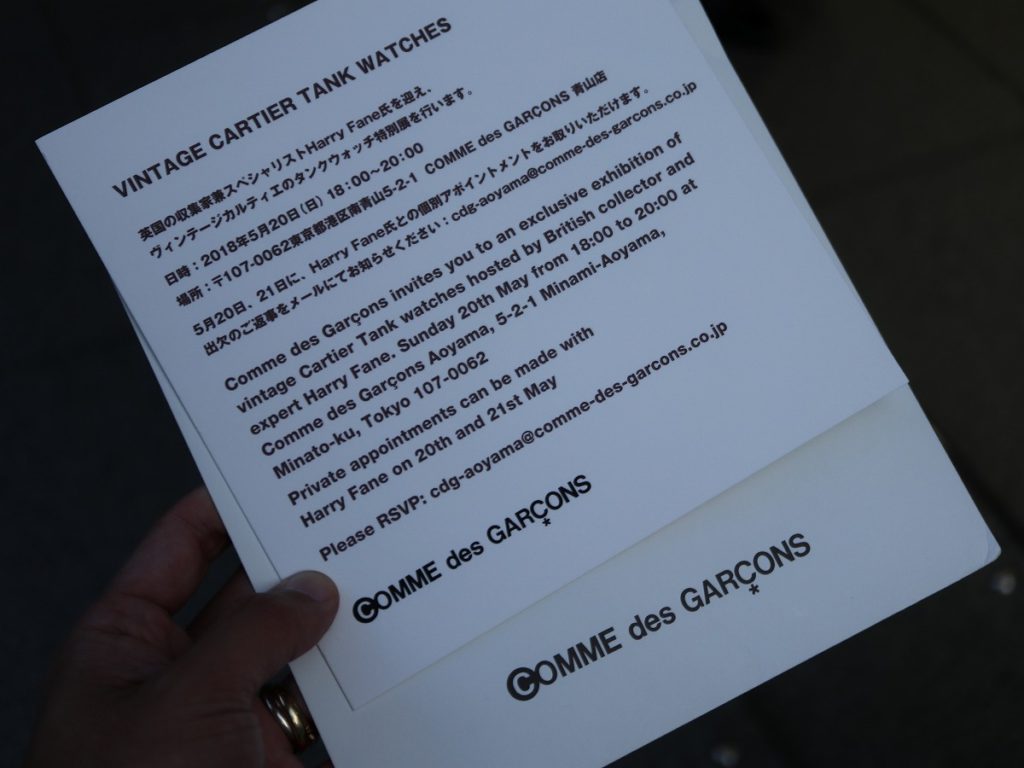 VINTAGE CARTIER TANK WATCHES
英国の収集家兼スペシャリストHarry Fane氏を迎え、
ヴィンテージカルティエのタンクウォッチ特別展を行います。
日時：2018年5月20日（日）18:00~20:00
場所：〒107-0062東京都港区南青山5-2-1 COMME des GARÇONS 青山店
5月20日、21日に、Harry Fane氏との個別アポイントメントをお取りいただけます。
出欠のご返事をメールにてお知らせください：cdg-aoyama@comme-des-garcons.co.jp
Comme des Garçons invites you to an exclusive exhibition of
vintage Cartier Tank watches hosted by British collector and
expert Harry Fane. Sunday 20th May from 18:00 to 20:00 at
Comme des Garçons Aoyama, 5-2-1 Minami-Aoyama,
Minato-ku, Tokyo 107-0062
Private appointments can be made with
Harry Fane on 20th and 21st May
Please RSVP: cdg-aoyama@comme-des-garcons.co.jp
COMME des GARÇONS
*
COMME des GARÇONS
*